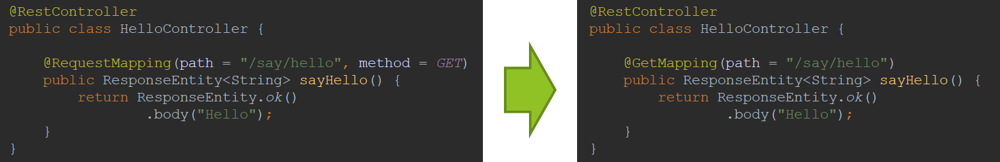 @RestController
public class HelloController {
@RequestMapping(path = "/say/hello", method = GET)
public ResponseEntity<String> sayHello() {
return ResponseEntity.ok()
.body("Hello");
}
}
@RestController
public class HelloController {
@GetMapping(path = "/say/hello")
public ResponseEntity<String> sayHello() {
return ResponseEntity.ok()
.body("Hello");
}
}